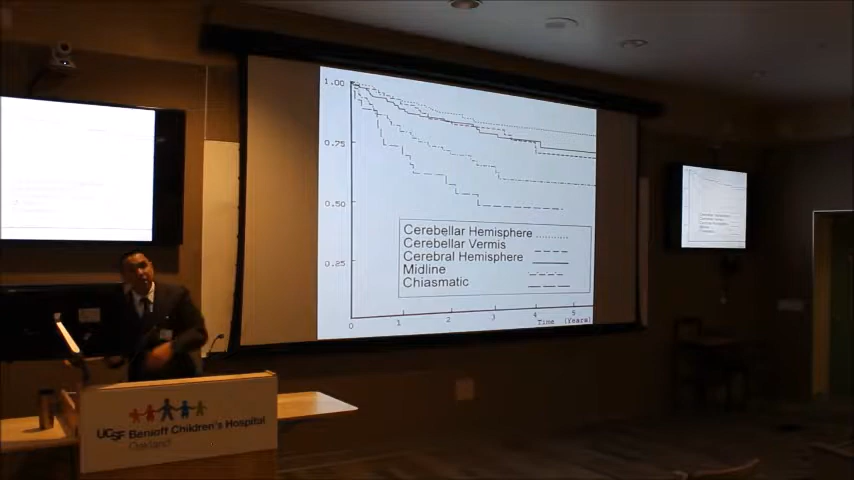 1.00
0.75
0.50
0.25
Cerebellar Hemisphere
Cerebellar Vermis
Cerebral Hemisphere
Midline
Chiasmatic
0 1 2 3 4 5
Time (Years)
UCSF Benioff Children's Hospital
Oakland